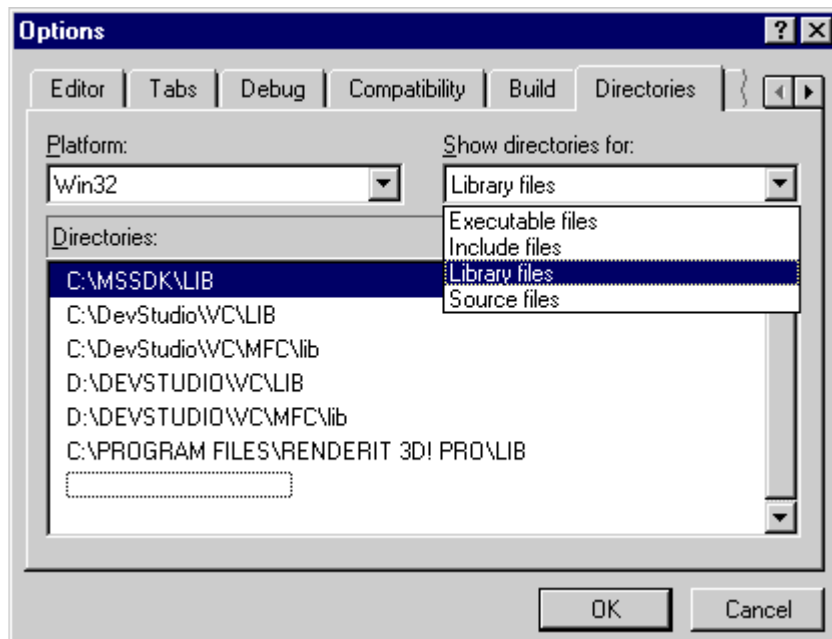 Options
Editor Tabs Debug Compatibility Build Directories
Platform: Show directories for:
Win32 Library files
Directories:
Executable files
Include files
Library files
Source files
C:\MSSDK\LIB
C:\DevStudio\VC\LIB
C:\DevStudio\VC\MFC\lib
D:\DEVSTUDIO\VC\LIB
D:\DEVSTUDIO\VC\MFC\lib
C:\PROGRAM FILES\RENDERIT 3D! PRO\LIB
OK Cancel